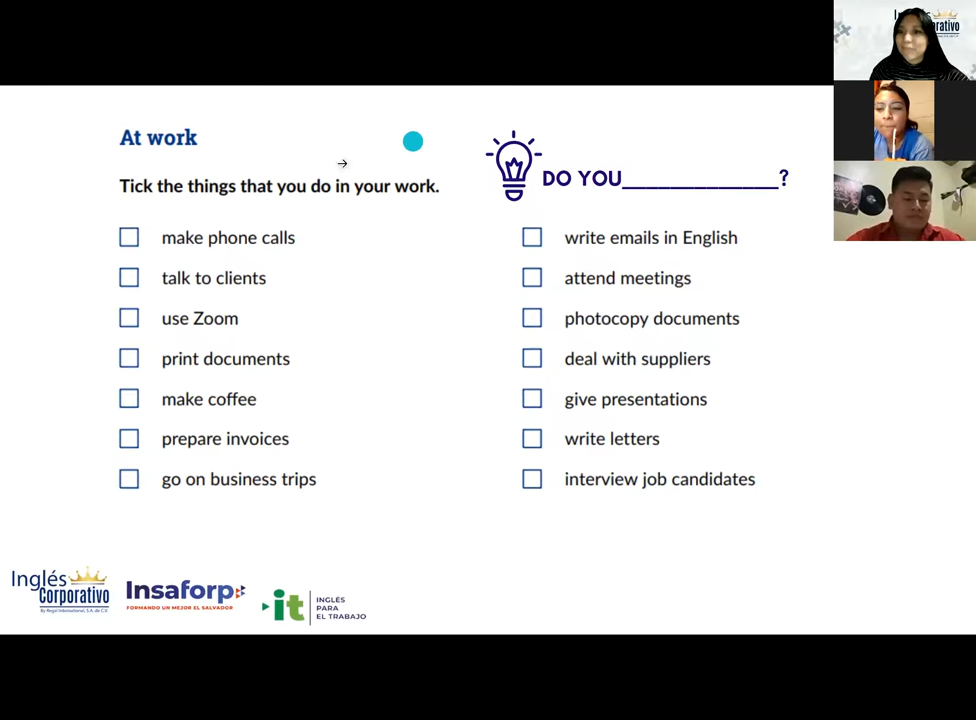 At work
Tick the things that you do in your work.
make phone calls
talk to clients
use Zoom
print documents
make coffee
prepare invoices
go on business trips
DO YOU_____________?
write emails in English
attend meetings
photocopy documents
deal with suppliers
give presentations
write letters
interview job candidates
Inglés
Corporativo
Insaforp
FORMANDO UN MEJOR EL SALVADOR
it
INGLÉS
PARA
EL TRABAJO